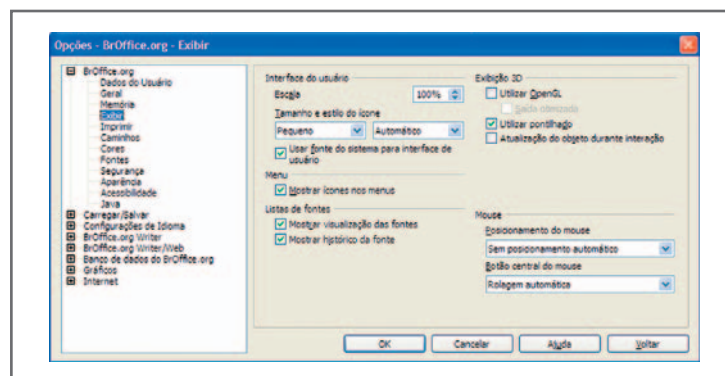 Opções - BrOffice.org - Exibir
BrOffice.org
Dados do Usuário
Geral
Memória
Exibir
Imprimir
Caminhos
Cores
Fontes
Segurança
Aparência
Acessibilidade
Java
Carregar/Salvar
Configurações de Idioma
BrOffice.org Writer
BrOffice.org Writer/Web
Banco de dados do BrOffice.org
Gráficos
Internet
Interface do usuário
Escala 100%
Tamanho e estilo do ícone
Pequeno Automático
Usar fonte do sistema para interface de
usuário
Menu
Mostrar ícones nos menus
Listas de fontes
Mostrar visualização das fontes
Mostrar histórico da fonte
Exibição 3D
Utilizar OpenGL
Saída otimizada
Utilizar pontilhado
Atualização do objeto durante interação
Mouse
Posicionamento do mouse
Sem posicionamento automático
Botão central do mouse
Rolagem automática
OK Cancelar Ajuda Voltar